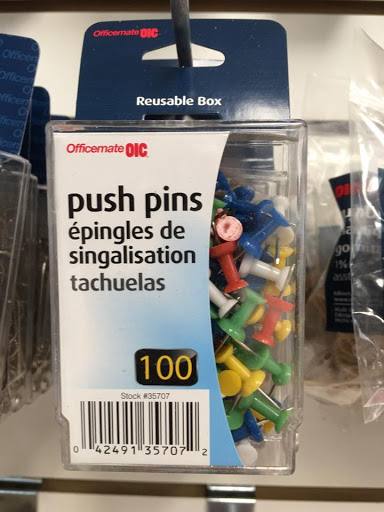 Officemate OIC
Reusable Box
Officemate OIC
push pins
épingles de
singalisation
tachuelas
100
Stock #35707
0 42491 35707 2
OIC